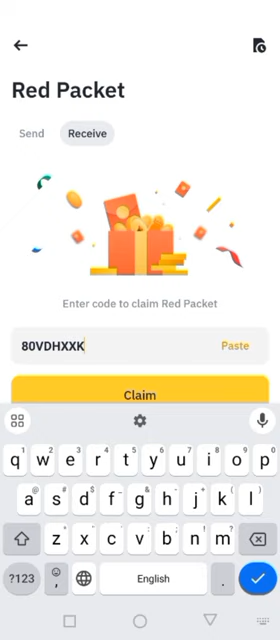 Red Packet
Send Receive
Enter code to claim Red Packet
80VDHXXK Paste
Claim
q w e r t y u i o p
a s d f g h j k l
z x c v b n m
?123 , English .